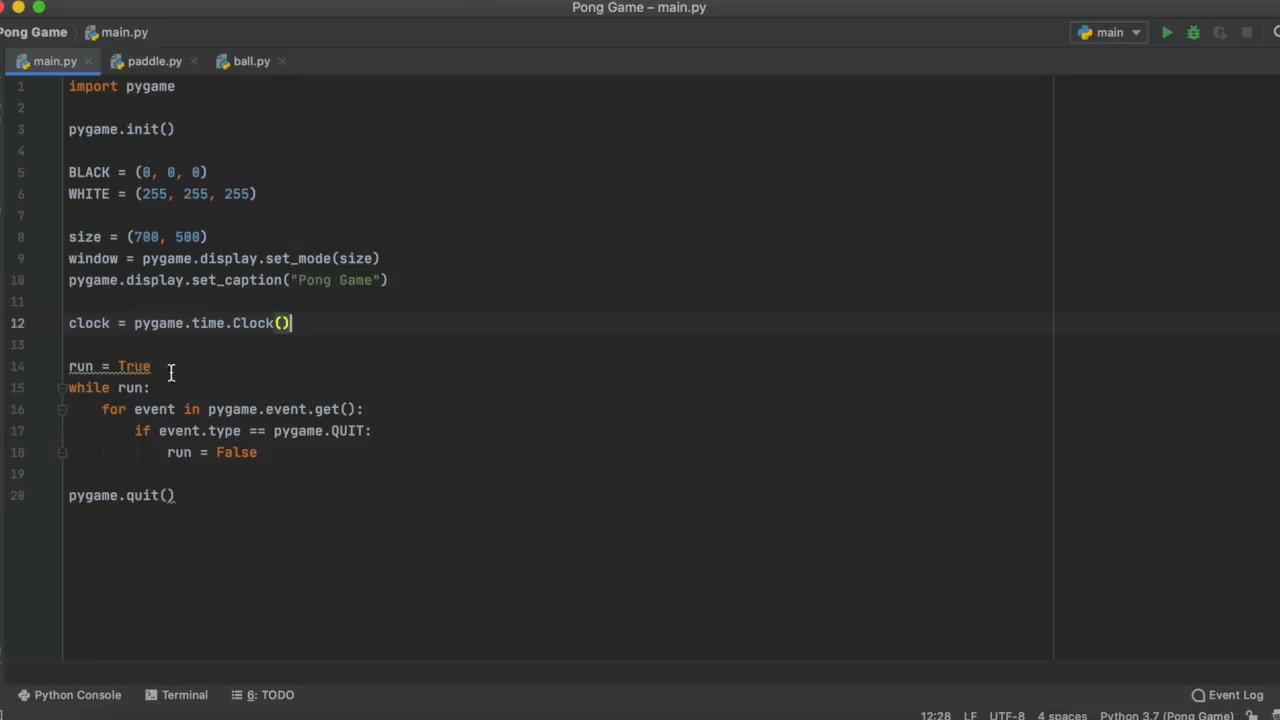 Pong Game – main.py
Pong Game main.py main
main.py paddle.py ball.py
1 import pygame
2
3 pygame.init()
4
5 BLACK = (0, 0, 0)
6 WHITE = (255, 255, 255)
7
8 size = (700, 500)
9 window = pygame.display.set_mode(size)
10 pygame.display.set_caption("Pong Game")
11
12 clock = pygame.time.Clock()
13
14 run = True
15 while run:
16 for event in pygame.event.get():
17 if event.type == pygame.QUIT:
18 run = False
19
20 pygame.quit()
Python Console Terminal 6: TODO Event Log
12:28 LF UTF-8 4 spaces Python 3.7 (Pong Game)